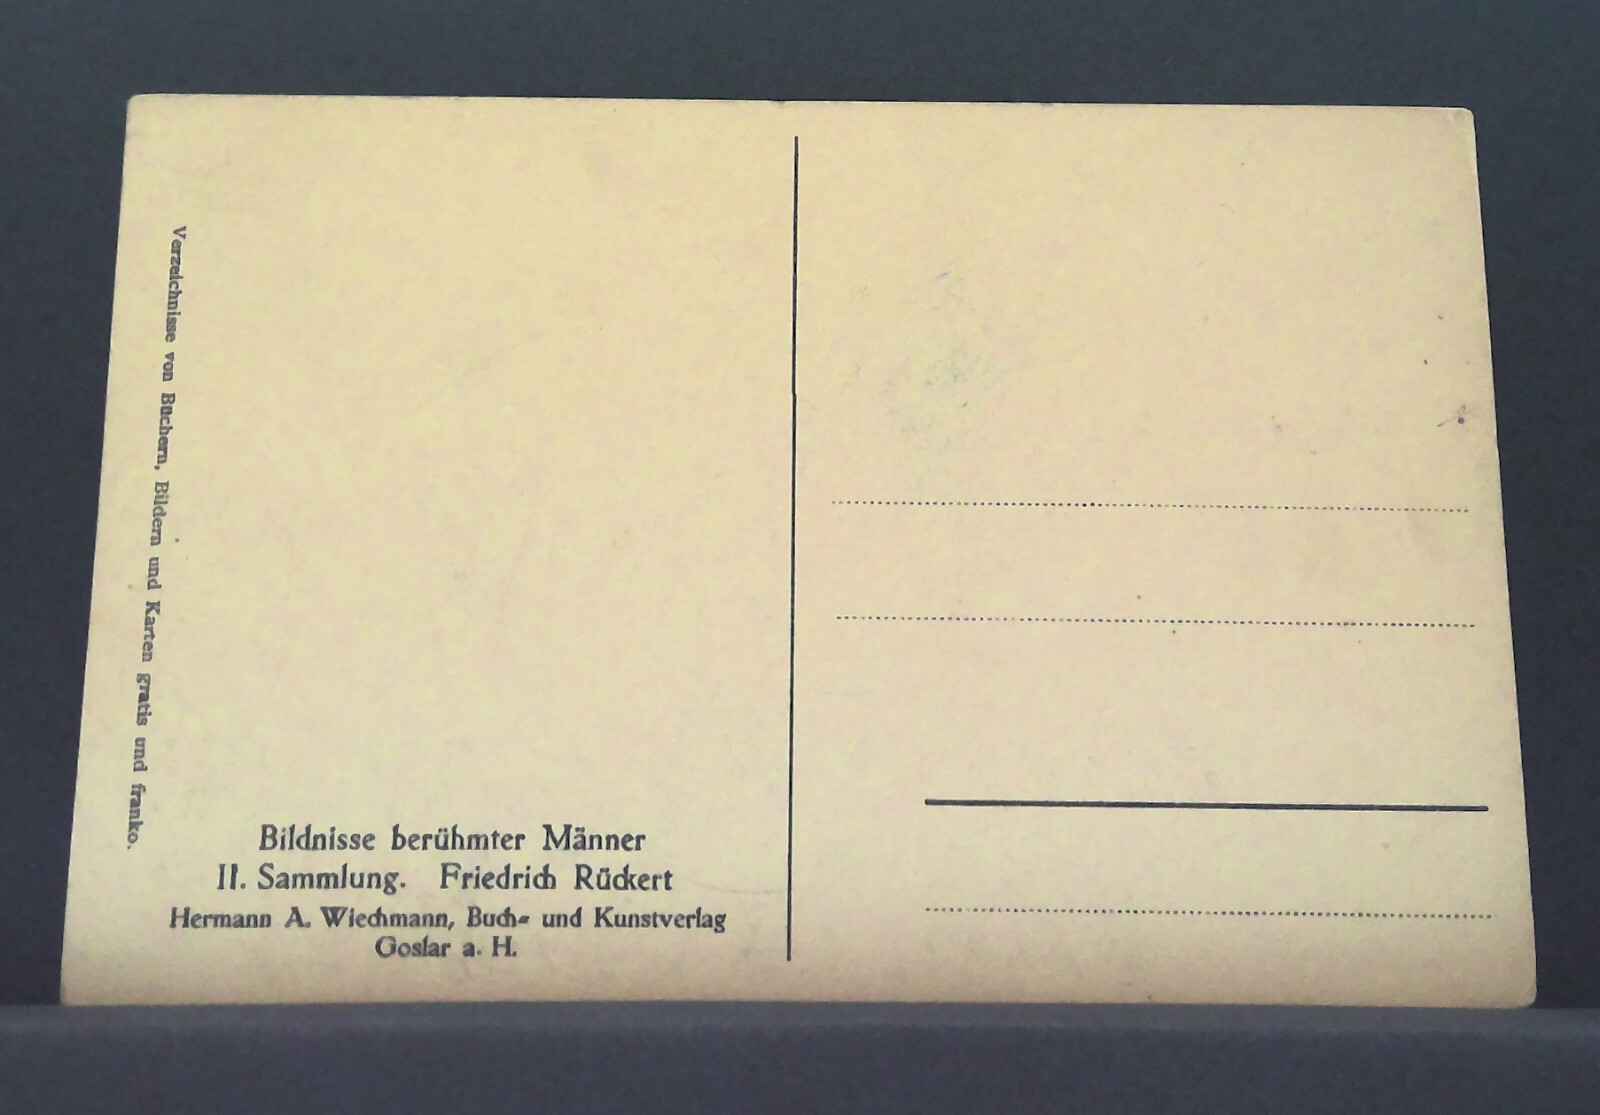 Verzeichnisse von Büchern, Bildern und Karten gratis und franko.
Bildnisse berühmter Männer
II. Sammlung. Friedrich Rückert
Hermann A. Wiechmann, Buch- und Kunstverlag
Goslar a. H.